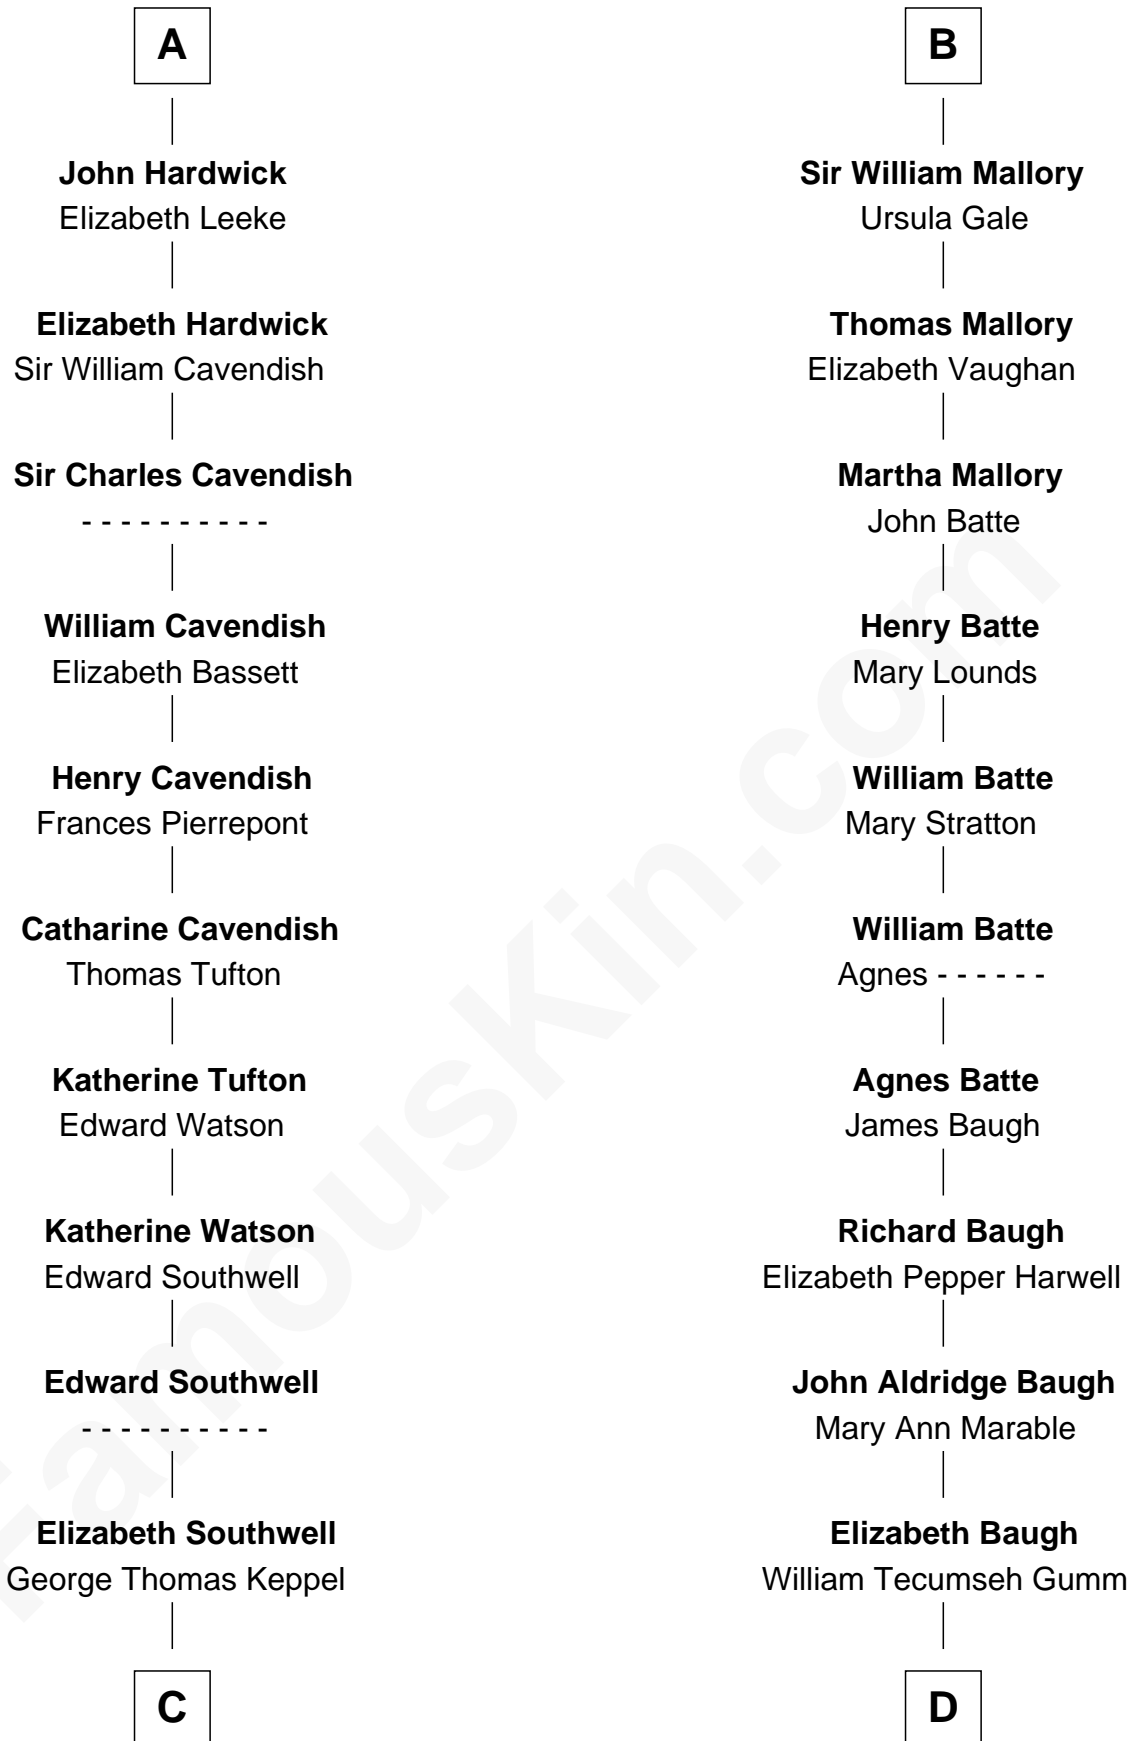 A
John Hardwick
Elizabeth Leeke
Elizabeth Hardwick
Sir William Cavendish
Sir Charles Cavendish
- - - - - - - - - -
William Cavendish
Elizabeth Bassett
Henry Cavendish
Frances Pierrepont
Catharine Cavendish
Thomas Tufton
Katherine Tufton
Edward Watson
Katherine Watson
Edward Southwell
Edward Southwell
- - - - - - - - - -
Elizabeth Southwell
George Thomas Keppel
C
B
Sir William Mallory
Ursula Gale
Thomas Mallory
Elizabeth Vaughan
Martha Mallory
John Batte
Henry Batte
Mary Lounds
William Batte
Mary Stratton
William Batte
Agnes - - - - - -
Agnes Batte
James Baugh
Richard Baugh
Elizabeth Pepper Harwell
John Aldridge Baugh
Mary Ann Marable
Elizabeth Baugh
William Tecumseh Gumm
D
FamousKin.com